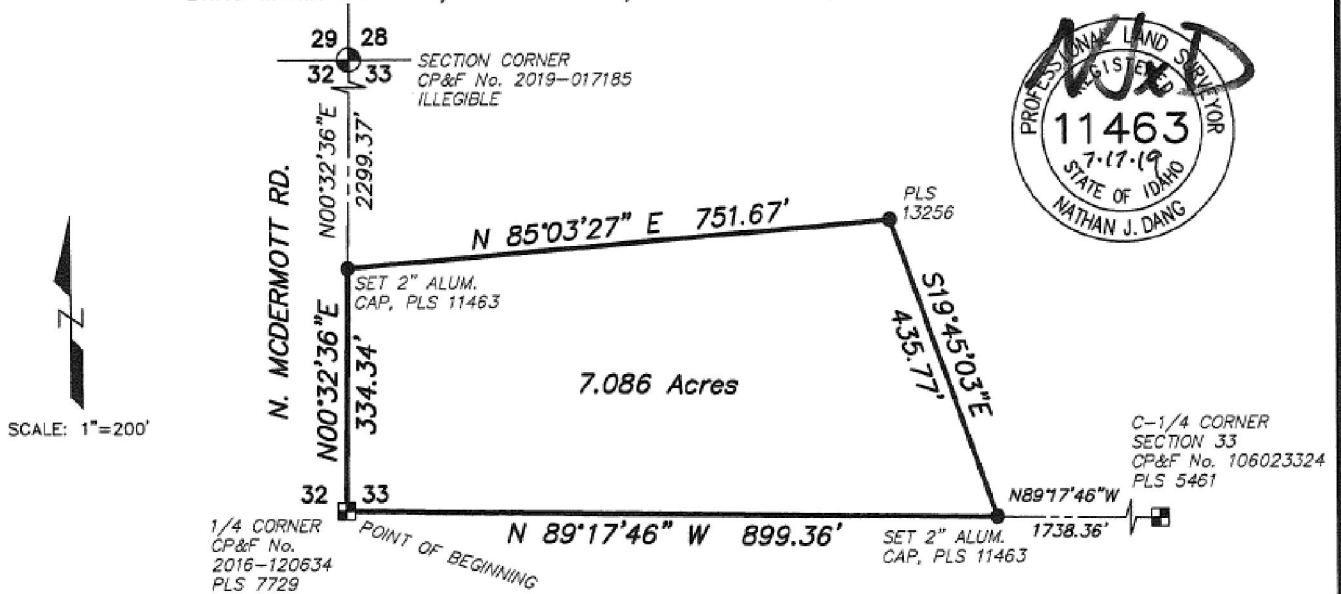 29 28
32 33
SECTION CORNER
CP&F No. 2019-017185
ILLEGIBLE
N00°32'36"E
2299.37'
N. MCDERMOTT RD.
PROFESSIONAL LAND SURVEYOR
REGISTERED
11463
7-17-19
STATE OF IDAHO
NATHAN J. DANG
PLS
13256
N 85°03'27" E 751.67'
SET 2" ALUM.
CAP, PLS 11463
N00°32'36"E
334.34'
S19°45'03"E
435.77'
7.086 Acres
N
SCALE: 1"=200'
C-1/4 CORNER
SECTION 33
CP&F No. 106023324
PLS 5461
32 33
N89°17'46"W
1738.36'
1/4 CORNER
CP&F No.
2016-120634
PLS 7729
POINT OF BEGINNING
N 89°17'46" W 899.36'
SET 2" ALUM.
CAP, PLS 11463